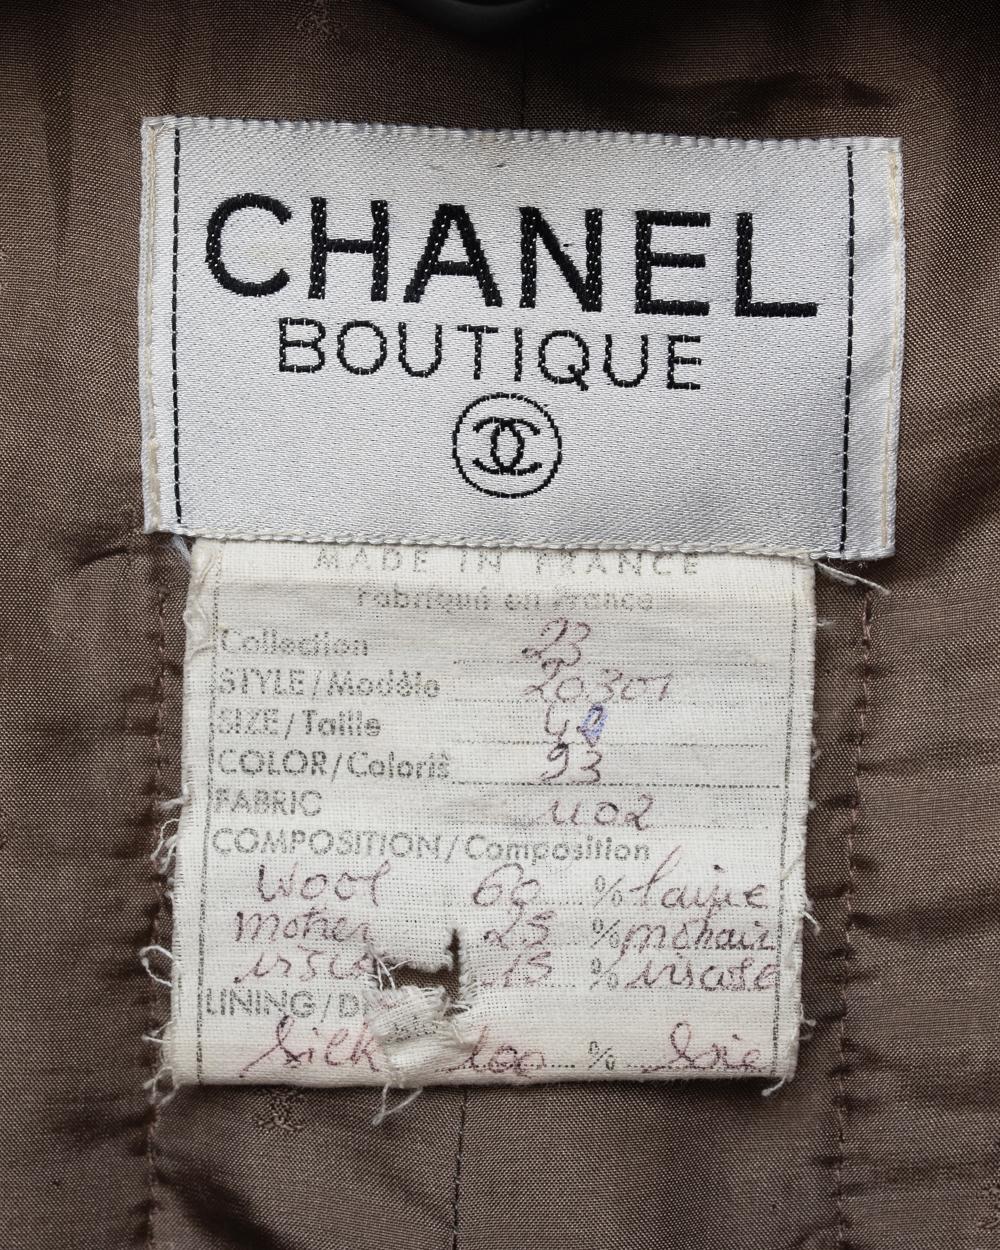 CHANEL
BOUTIQUE
MADE IN FRANCE
Fabriqué en France
Collection 23
STYLE/Modèle 20301
SIZE/Taille
COLOR/Coloris 93
FABRIC
COMPOSITION/Composition
Wool 60 % laine
25 % mohair
15 % viscose
LINING/
Silk 100 % Soie